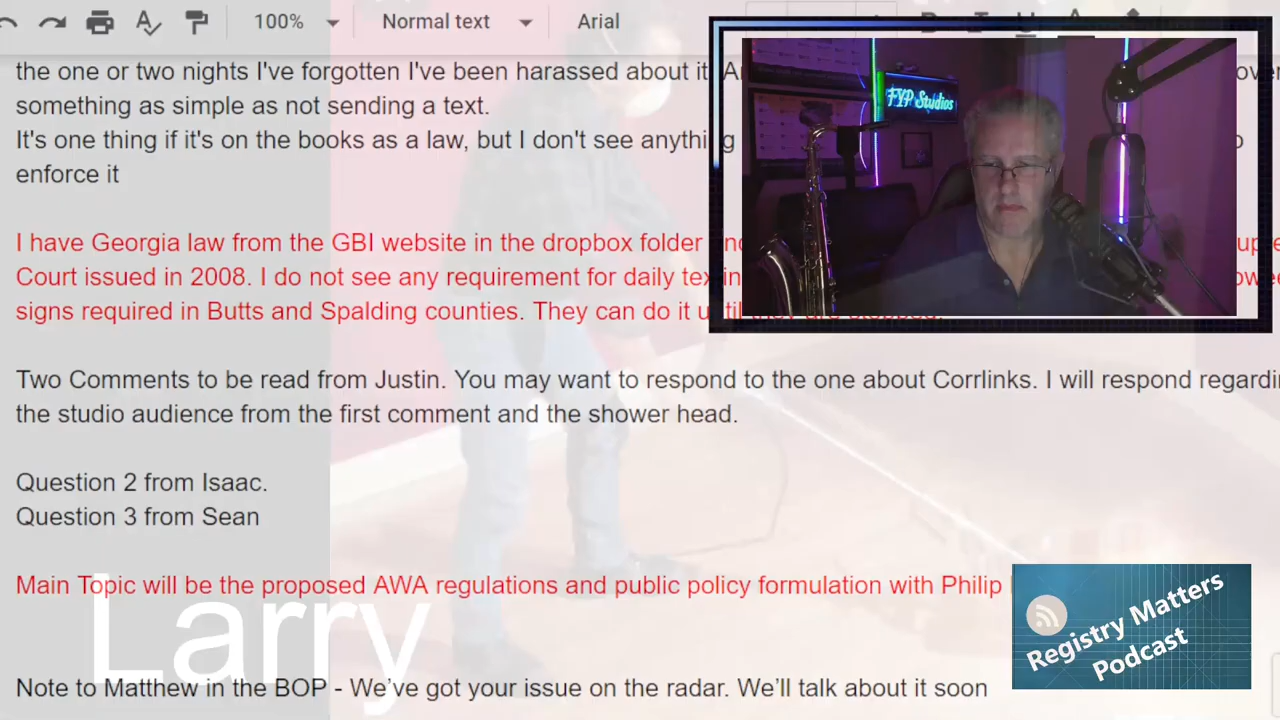 100% Normal text Arial
the one or two nights I've forgotten I've been harassed about it
something as simple as not sending a text.
It's one thing if it's on the books as a law, but I don't see anything
enforce it
I have Georgia law from the GBI website in the dropbox folder
Court issued in 2008. I do not see any requirement for daily
signs required in Butts and Spalding counties. They can do it until they are stopped.
Two Comments to be read from Justin. You may want to respond to the one about Corrlinks. I will respond
the studio audience from the first comment and the shower head.
Question 2 from Isaac.
Question 3 from Sean
Main Topic will be the proposed AWA regulations and public policy formulation with Philip
Larry
Note to Matthew in the BOP - We've got your issue on the radar. We'll talk about it soon
FYP Studios
Registry Matters
Podcast